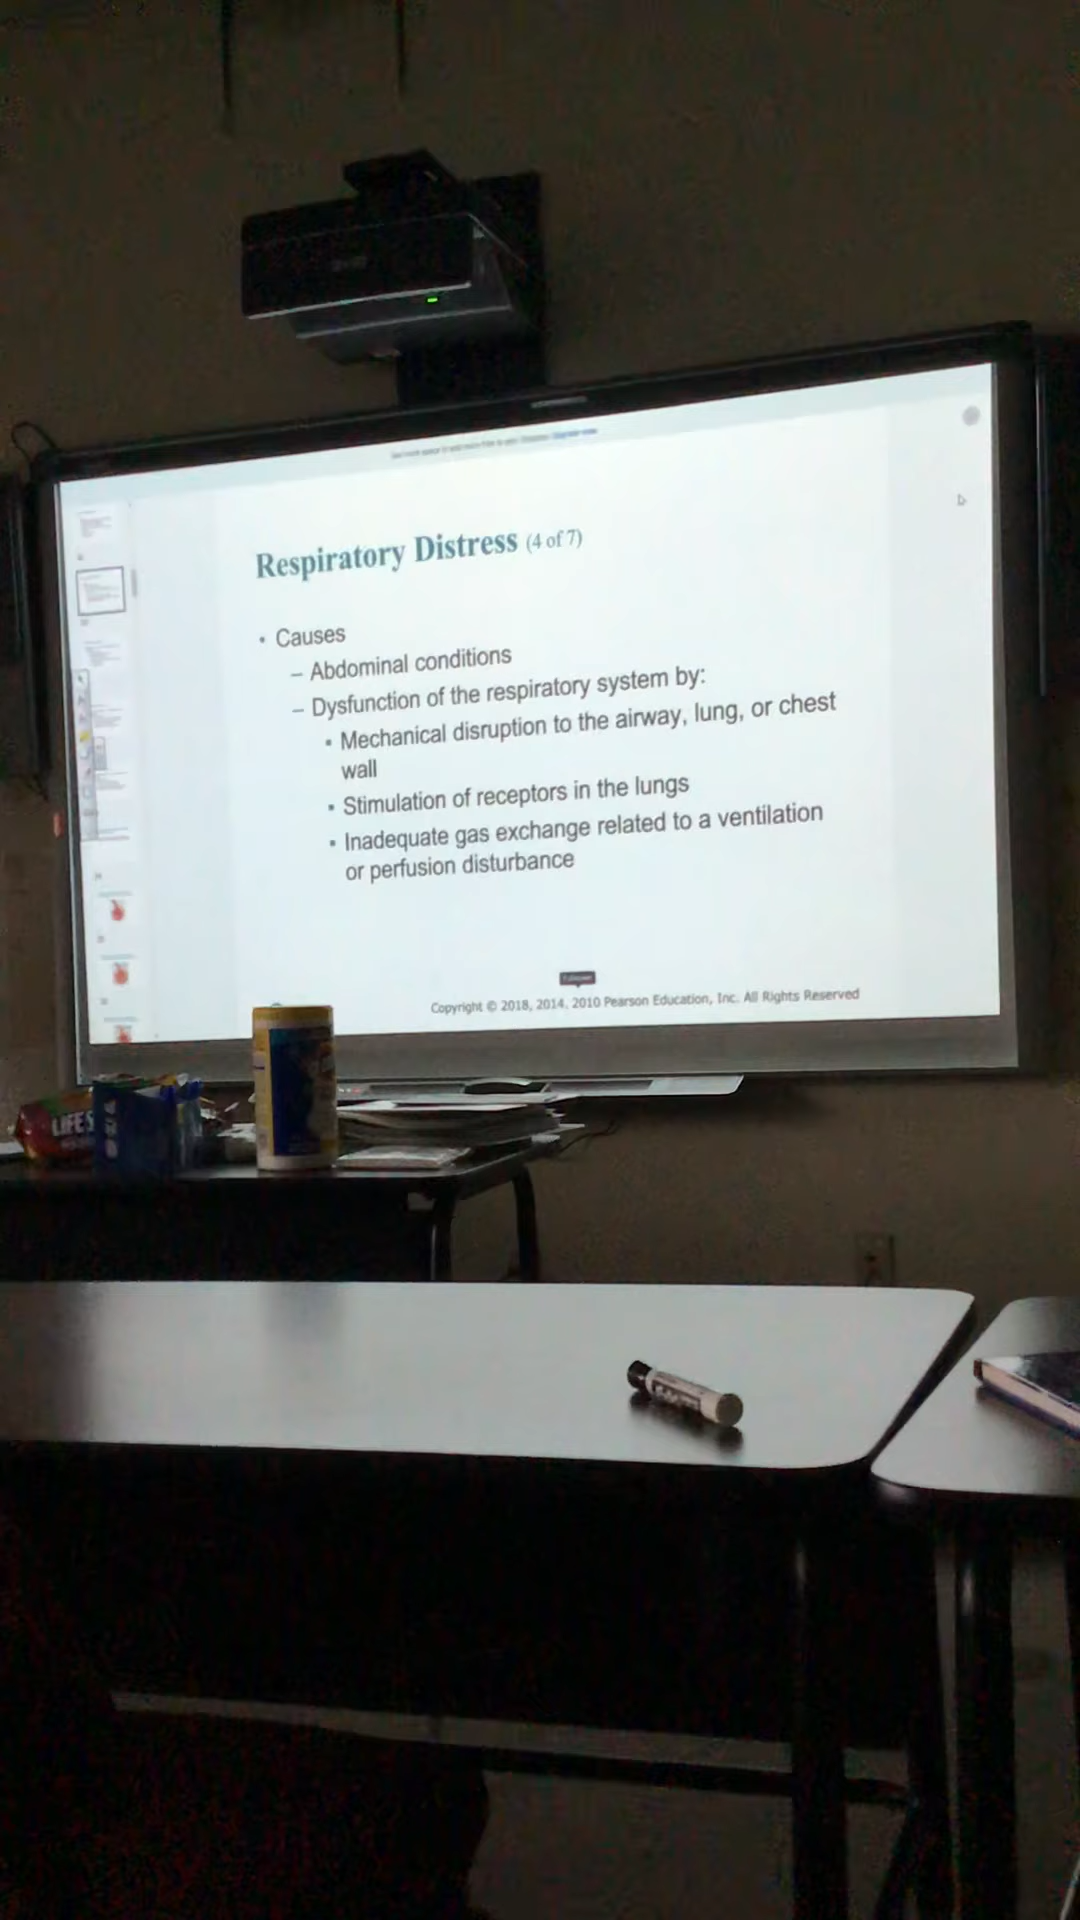 Respiratory Distress (4 of 7)
• Causes
– Abdominal conditions
– Dysfunction of the respiratory system by:
▪ Mechanical disruption to the airway, lung, or chest
wall
▪ Stimulation of receptors in the lungs
▪ Inadequate gas exchange related to a ventilation
or perfusion disturbance
Copyright © 2018, 2014, 2010 Pearson Education, Inc. All Rights Reserved
LIFES